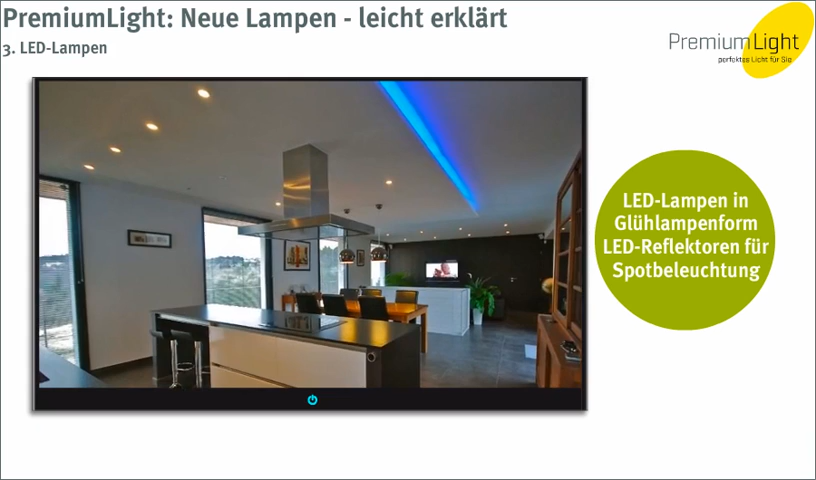 PremiumLight: Neue Lampen - leicht erklärt
3. LED-Lampen
PremiumLight
perfektes Licht für Sie
LED-Lampen in
Glühlampenform
LED-Reflektoren für
Spotbeleuchtung